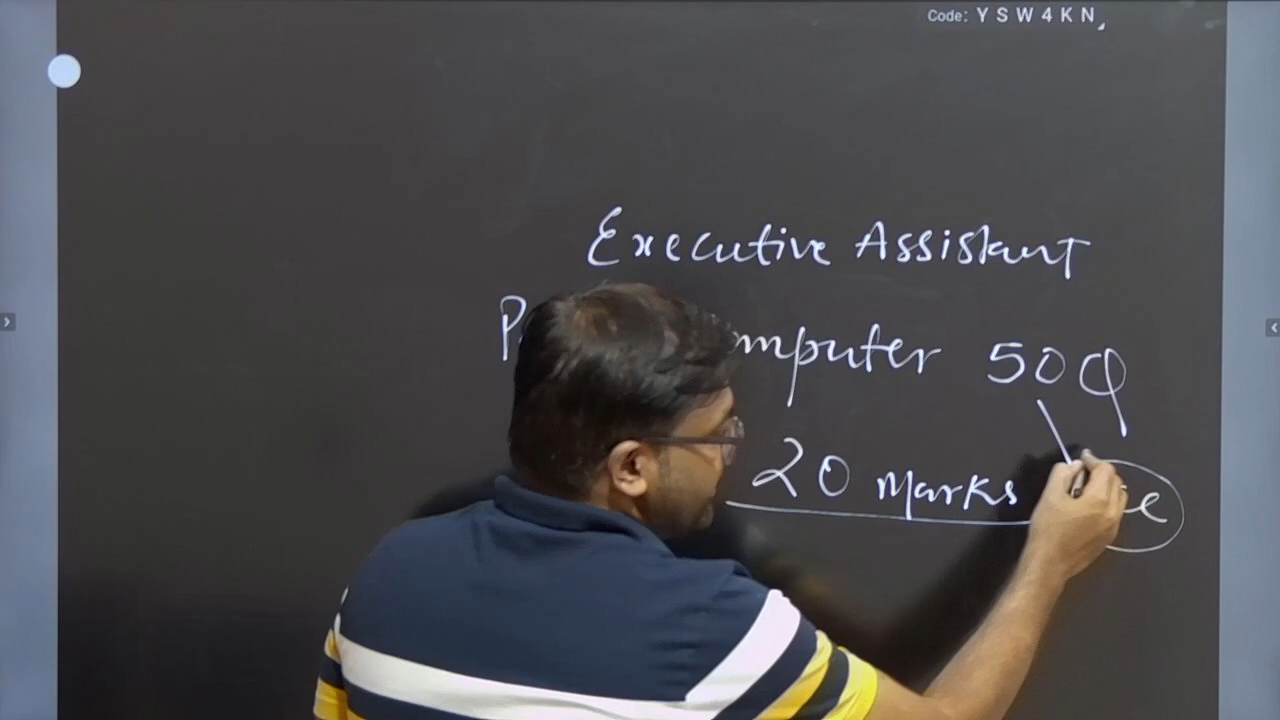 Code: Y S W 4 K N
Executive Assistant
mputer 50 Q
20 Marks